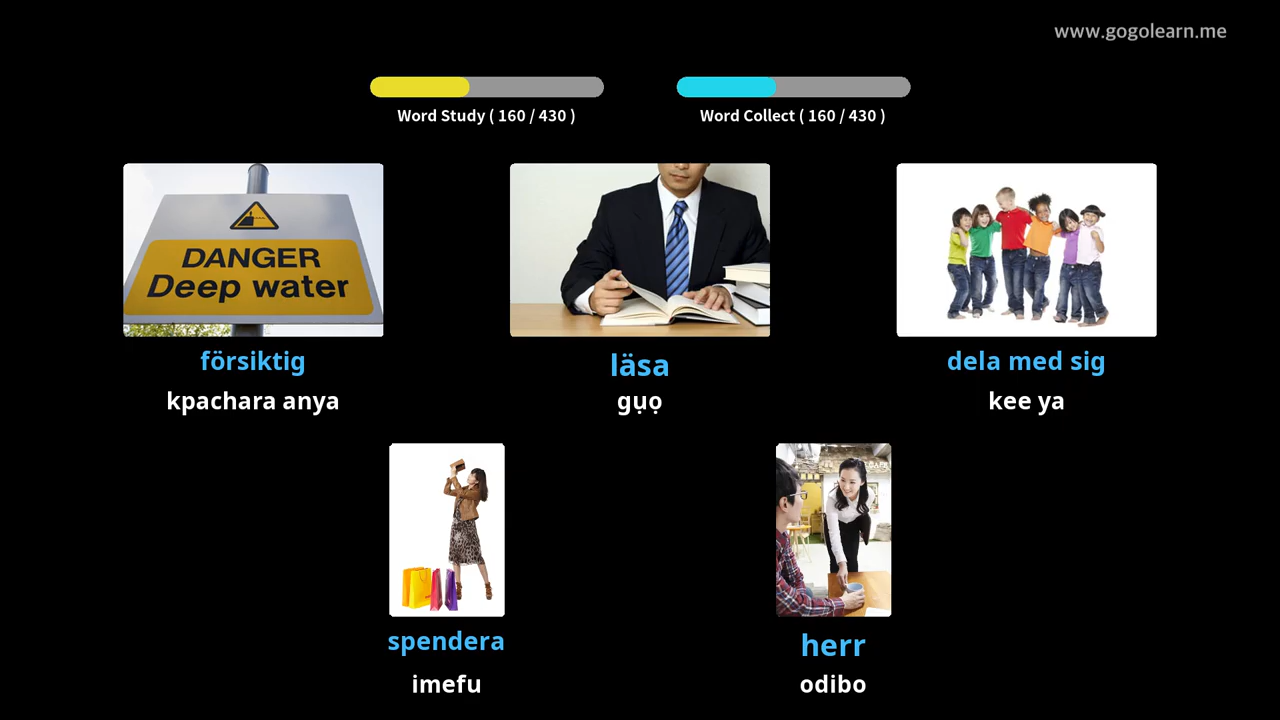 www.gogolearn.me
Word Study ( 160 / 430 )
Word Collect ( 160 / 430 )
DANGER
Deep water
försiktig
läsa
dela med sig
kpachara anya
gụọ
kee ya
spendera
herr
imefu
odibo